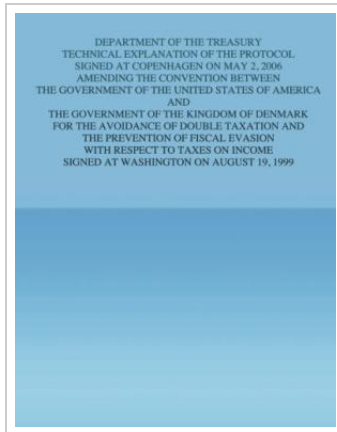 DEPARTMENT OF THE TREASURY
TECHNICAL EXPLANATION OF THE PROTOCOL
SIGNED AT COPENHAGEN ON MAY 2, 2006
AMENDING THE CONVENTION BETWEEN
THE GOVERNMENT OF THE UNITED STATES OF AMERICA
AND
THE GOVERNMENT OF THE KINGDOM OF DENMARK
FOR THE AVOIDANCE OF DOUBLE TAXATION AND
THE PREVENTION OF FISCAL EVASION
WITH RESPECT TO TAXES ON INCOME
SIGNED AT WASHINGTON ON AUGUST 19, 1999